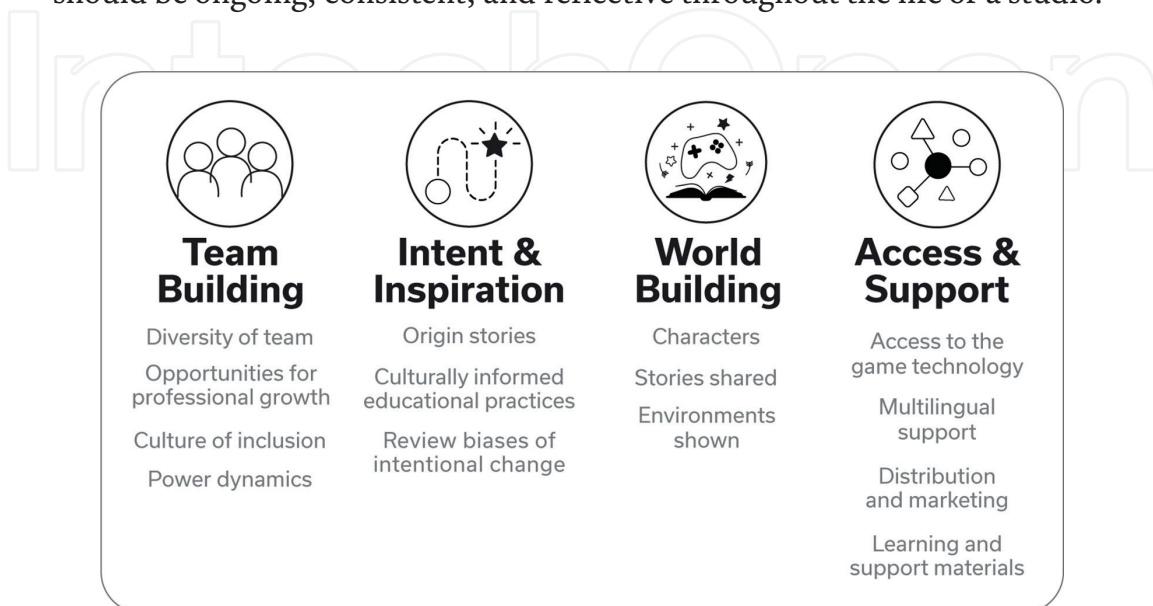 should be ongoing, consistent, and reflective throughout the life of a studio.
IntechOpen
Team
Building
Diversity of team
Opportunities for
professional growth
Culture of inclusion
Power dynamics
Intent &
Inspiration
Origin stories
Culturally informed
educational practices
Review biases of
intentional change
World
Building
Characters
Stories shared
Environments
shown
Access &
Support
Access to the
game technology
Multilingual
support
Distribution
and marketing
Learning and
support materials